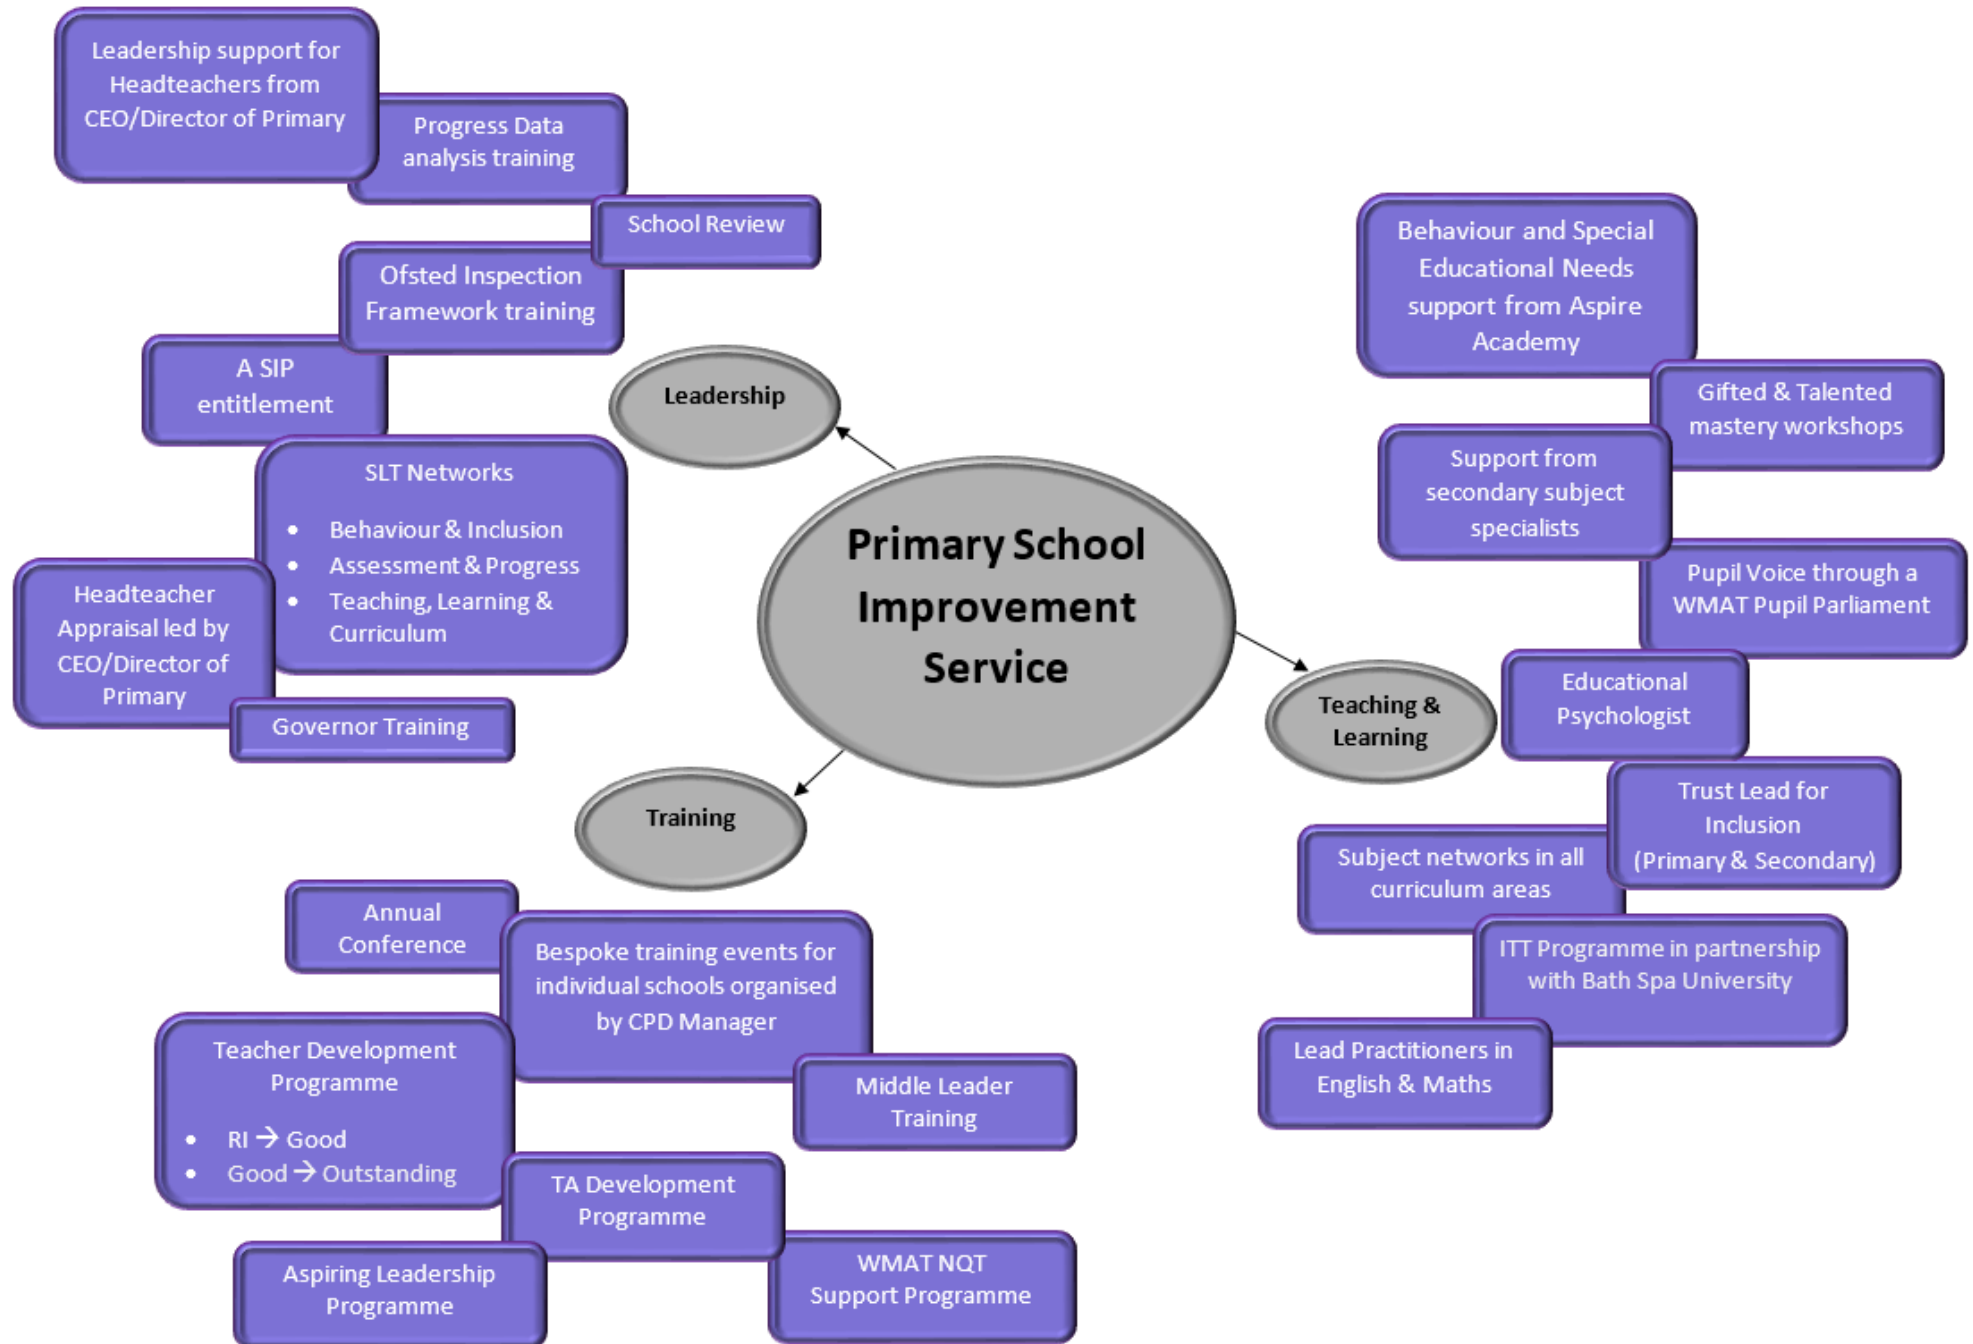 Leadership support for
Headteachers from
CEO/Director of Primary
Progress Data
analysis training
School Review
Ofsted Inspection
Framework training
A SIP
entitlement
SLT Networks
• Behaviour & Inclusion
• Assessment & Progress
• Teaching, Learning &
Curriculum
Headteacher
Appraisal led by
CEO/Director of
Primary
Governor Training
Leadership
Primary School
Improvement
Service
Teaching &
Learning
Training
Behaviour and Special
Educational Needs
support from Aspire
Academy
Gifted & Talented
mastery workshops
Support from
secondary subject
specialists
Pupil Voice through a
WMAT Pupil Parliament
Educational
Psychologist
Trust Lead for
Inclusion
(Primary & Secondary)
Subject networks in all
curriculum areas
ITT Programme in partnership
with Bath Spa University
Lead Practitioners in
English & Maths
Annual
Conference
Bespoke training events for
individual schools organised
by CPD Manager
Teacher Development
Programme
• RI → Good
• Good → Outstanding
Middle Leader
Training
TA Development
Programme
Aspiring Leadership
Programme
WMAT NQT
Support Programme